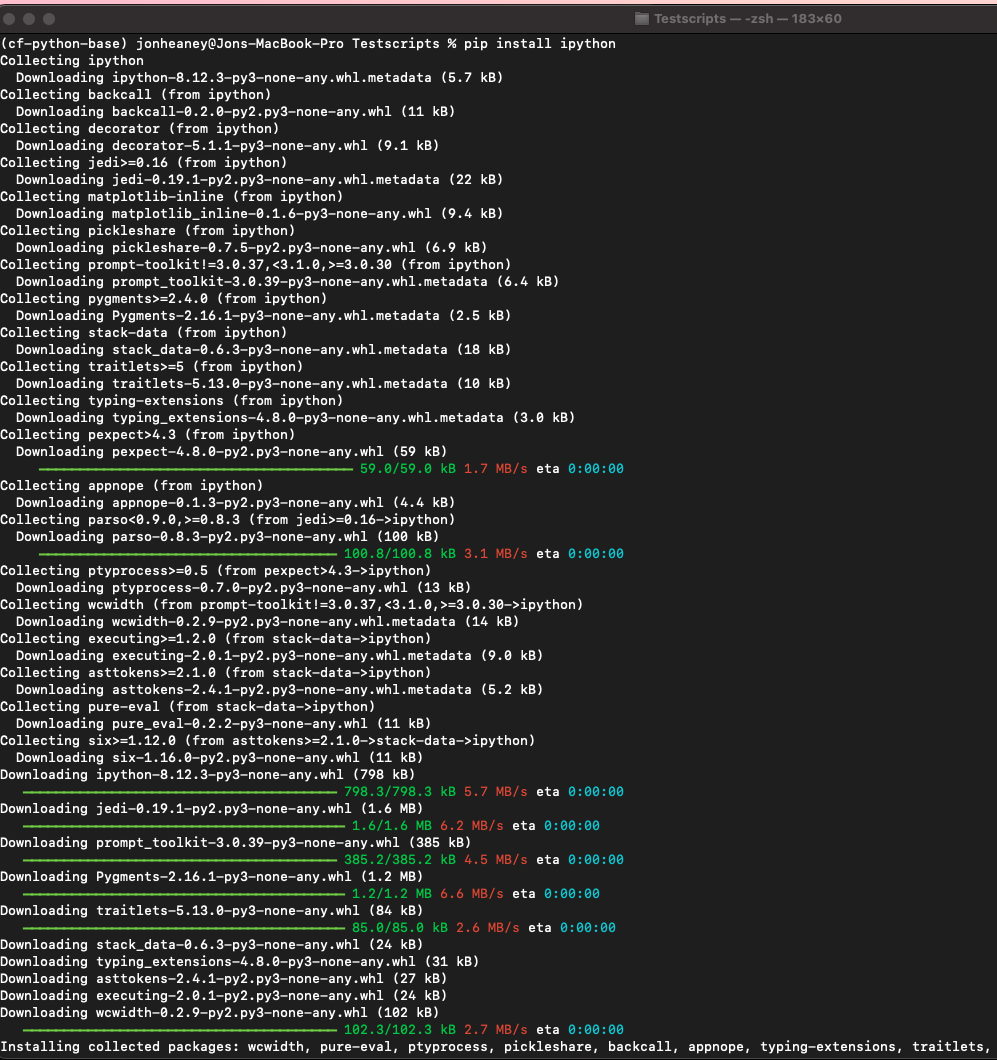 Testscripts — -zsh — 183×60
(cf-python-base) jonheaney@Jons-MacBook-Pro Testscripts % pip install ipython
Collecting ipython
  Downloading ipython-8.12.3-py3-none-any.whl.metadata (5.7 kB)
Collecting backcall (from ipython)
  Downloading backcall-0.2.0-py2.py3-none-any.whl (11 kB)
Collecting decorator (from ipython)
  Downloading decorator-5.1.1-py3-none-any.whl (9.1 kB)
Collecting jedi>=0.16 (from ipython)
  Downloading jedi-0.19.1-py2.py3-none-any.whl.metadata (22 kB)
Collecting matplotlib-inline (from ipython)
  Downloading matplotlib_inline-0.1.6-py3-none-any.whl (9.4 kB)
Collecting pickleshare (from ipython)
  Downloading pickleshare-0.7.5-py2.py3-none-any.whl (6.9 kB)
Collecting prompt-toolkit!=3.0.37,<3.1.0,>=3.0.30 (from ipython)
  Downloading prompt_toolkit-3.0.39-py3-none-any.whl.metadata (6.4 kB)
Collecting pygments>=2.4.0 (from ipython)
  Downloading Pygments-2.16.1-py3-none-any.whl.metadata (2.5 kB)
Collecting stack-data (from ipython)
  Downloading stack_data-0.6.3-py3-none-any.whl.metadata (18 kB)
Collecting traitlets>=5 (from ipython)
  Downloading traitlets-5.13.0-py3-none-any.whl.metadata (10 kB)
Collecting typing-extensions (from ipython)
  Downloading typing_extensions-4.8.0-py3-none-any.whl.metadata (3.0 kB)
Collecting pexpect>4.3 (from ipython)
  Downloading pexpect-4.8.0-py2.py3-none-any.whl (59 kB)
59.0/59.0 kB 1.7 MB/s eta 0:00:00
Collecting appnope (from ipython)
  Downloading appnope-0.1.3-py2.py3-none-any.whl (4.4 kB)
Collecting parso<0.9.0,>=0.8.3 (from jedi>=0.16->ipython)
  Downloading parso-0.8.3-py2.py3-none-any.whl (100 kB)
100.8/100.8 kB 3.1 MB/s eta 0:00:00
Collecting ptyprocess>=0.5 (from pexpect>4.3->ipython)
  Downloading ptyprocess-0.7.0-py2.py3-none-any.whl (13 kB)
Collecting wcwidth (from prompt-toolkit!=3.0.37,<3.1.0,>=3.0.30->ipython)
  Downloading wcwidth-0.2.9-py2.py3-none-any.whl.metadata (14 kB)
Collecting executing>=1.2.0 (from stack-data->ipython)
  Downloading executing-2.0.1-py2.py3-none-any.whl.metadata (9.0 kB)
Collecting asttokens>=2.1.0 (from stack-data->ipython)
  Downloading asttokens-2.4.1-py2.py3-none-any.whl.metadata (5.2 kB)
Collecting pure-eval (from stack-data->ipython)
  Downloading pure_eval-0.2.2-py3-none-any.whl (11 kB)
Collecting six>=1.12.0 (from asttokens>=2.1.0->stack-data->ipython)
  Downloading six-1.16.0-py2.py3-none-any.whl (11 kB)
Downloading ipython-8.12.3-py3-none-any.whl (798 kB)
798.3/798.3 kB 5.7 MB/s eta 0:00:00
Downloading jedi-0.19.1-py2.py3-none-any.whl (1.6 MB)
1.6/1.6 MB 6.2 MB/s eta 0:00:00
Downloading prompt_toolkit-3.0.39-py3-none-any.whl (385 kB)
385.2/385.2 kB 4.5 MB/s eta 0:00:00
Downloading Pygments-2.16.1-py3-none-any.whl (1.2 MB)
1.2/1.2 MB 6.6 MB/s eta 0:00:00
Downloading traitlets-5.13.0-py3-none-any.whl (84 kB)
85.0/85.0 kB 2.6 MB/s eta 0:00:00
Downloading stack_data-0.6.3-py3-none-any.whl (24 kB)
Downloading typing_extensions-4.8.0-py3-none-any.whl (31 kB)
Downloading asttokens-2.4.1-py2.py3-none-any.whl (27 kB)
Downloading executing-2.0.1-py2.py3-none-any.whl (24 kB)
Downloading wcwidth-0.2.9-py2.py3-none-any.whl (102 kB)
102.3/102.3 kB 2.7 MB/s eta 0:00:00
Installing collected packages: wcwidth, pure-eval, ptyprocess, pickleshare, backcall, appnope, typing-extensions, traitlets,